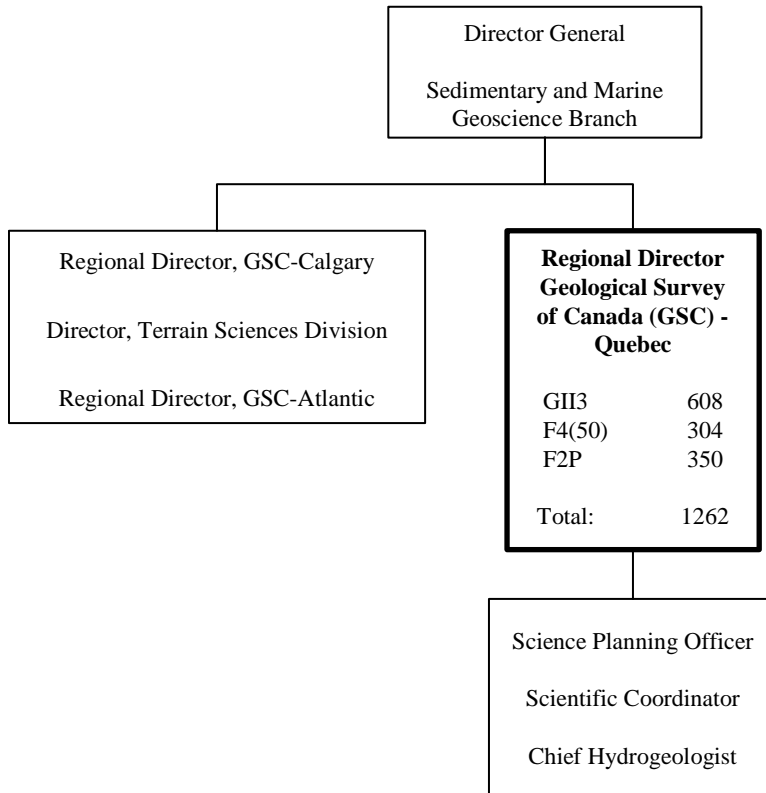 Director General
Sedimentary and Marine
Geoscience Branch
Regional Director, GSC-Calgary
Director, Terrain Sciences Division
Regional Director, GSC-Atlantic
Regional Director
Geological Survey
of Canada (GSC) -
Quebec
GII3 608
F4(50) 304
F2P 350
Total: 1262
Science Planning Officer
Scientific Coordinator
Chief Hydrogeologist